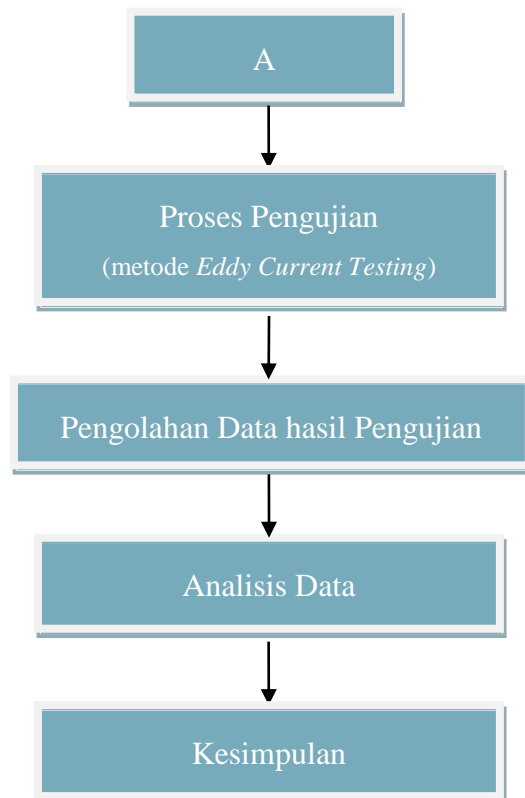 A
Proses Pengujian
(metode Eddy Current Testing)
Pengolahan Data hasil Pengujian
Analisis Data
Kesimpulan